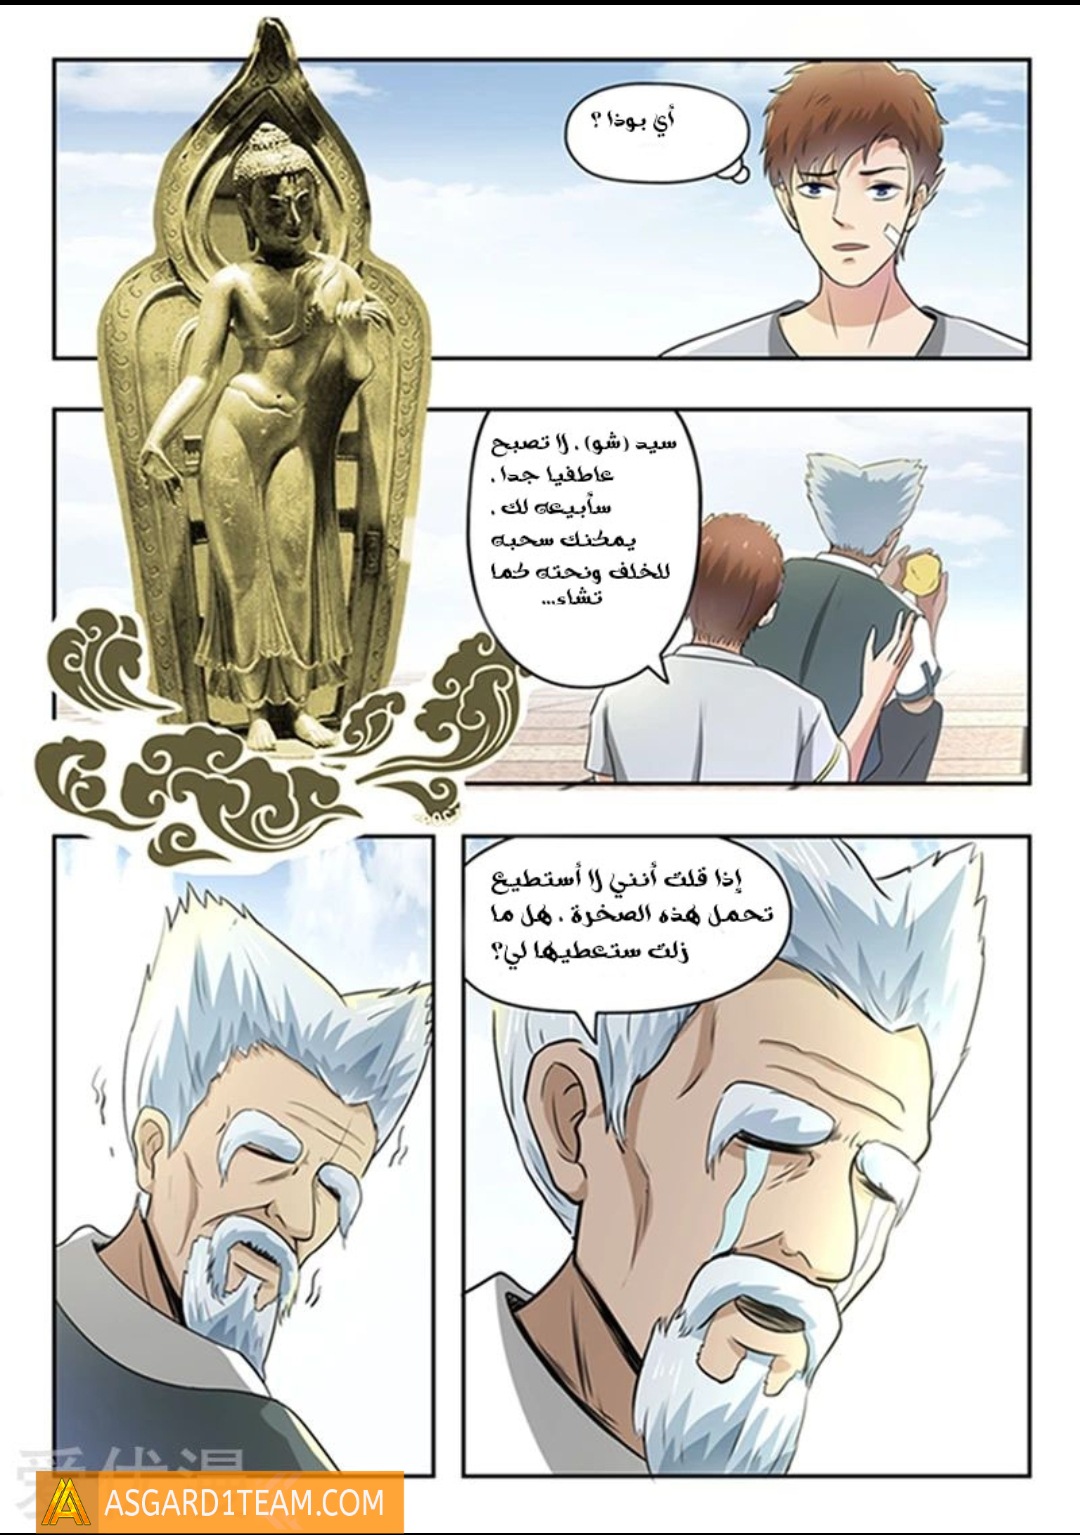 أي بوذا ؟
سيد (شو) . لا تصبح
عاطفيا جدا .
سأبيعه لك .
يمكنك سحبه
للخلف ونحته كما
تشاء...
إذا قلت أنني لا أستطيع
تحمل هذه الصخرة . هل ما
زلت ستعطيها لي؟
ASGARD1TEAM.COM